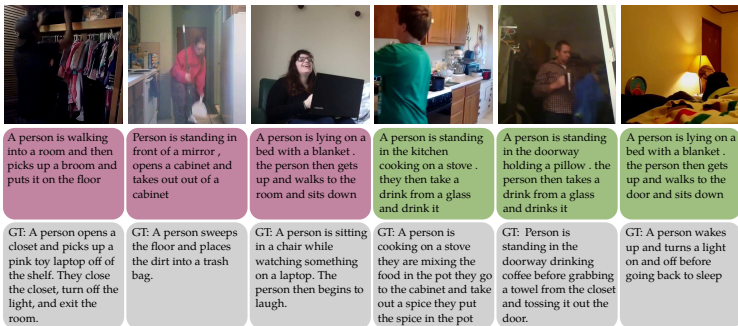 A person is walking
into a room and then
picks up a broom and
puts it on the floor
Person is standing in
front of a mirror ,
opens a cabinet and
takes out out of a
cabinet
A person is lying on a
bed with a blanket .
the person then gets
up and walks to the
room and sits down
A person is standing
in the kitchen
cooking on a stove .
they then take a
drink from a glass
and drink it
A person is standing
in the doorway
holding a pillow . the
person then takes a
drink from a glass
and drinks it
A person is lying on a
bed with a blanket .
the person then gets
up and walks to the
door and sits down
GT: A person opens a
closet and picks up a
pink toy laptop off of
the shelf. They close
the closet, turn off the
light, and exit the
room.
GT: A person sweeps
the floor and places
the dirt into a trash
bag.
GT: A person is sitting
in a chair while
watching something
on a laptop. The
person then begins to
laugh.
GT: A person is
cooking on a stove
they are mixing the
food in the pot they go
to the cabinet and take
out a spice they put
the spice in the pot
GT: Person is
standing in the
doorway drinking
coffee before grabbing
a towel from the closet
and tossing it out the
door.
GT: A person wakes
up and turns a light
on and off before
going back to sleep